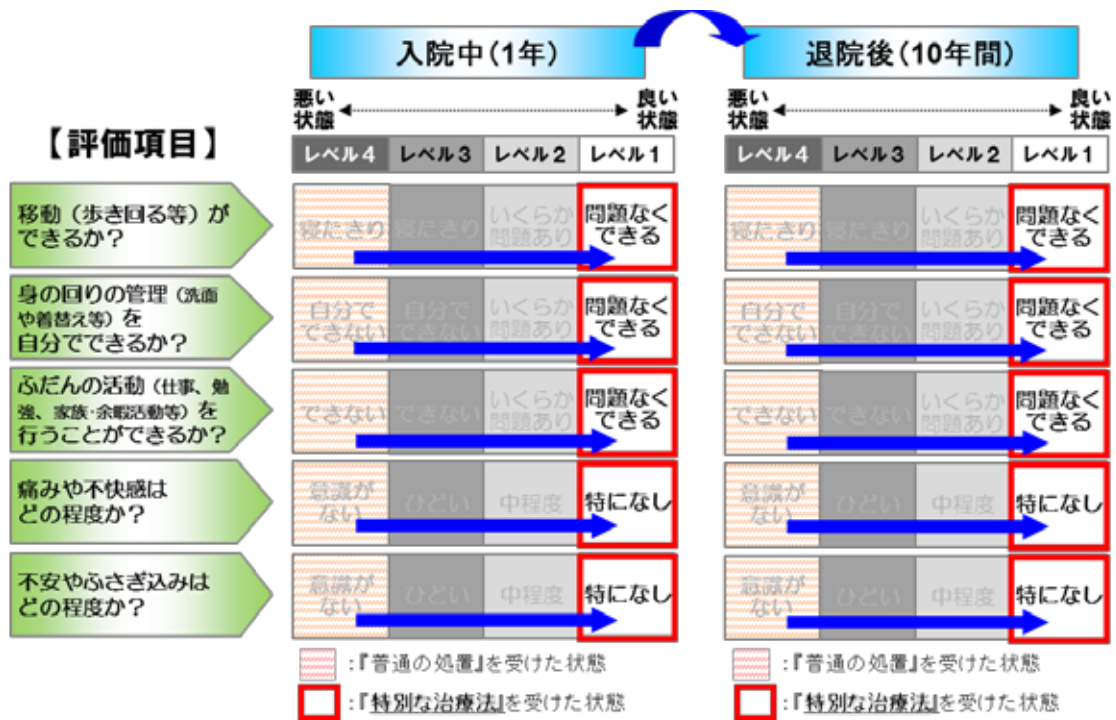 入院中(1年)
退院後(10年間)
悪い
状態
良い
状態
悪い
状態
良い
状態
【評価項目】
レベル4
レベル3
レベル2
レベル1
レベル4
レベル3
レベル2
レベル1
移動(歩き回る等)が
できるか?
寝たきり
寝たきり
いくらか
問題あり
問題なく
できる
寝たきり
寝たきり
いくらか
問題あり
問題なく
できる
身の回りの管理(洗面
や着替え等)を
自分でできるか?
自分で
できない
自分で
できない
いくらか
問題あり
問題なく
できる
自分で
できない
自分で
できない
いくらか
問題あり
問題なく
できる
ふだんの活動(仕事、勉
強、家族・余暇活動等)を
行うことができるか?
できない
できない
いくらか
問題あり
問題なく
できる
できない
できない
いくらか
問題あり
問題なく
できる
痛みや不快感は
どの程度か?
意識が
ない
ひどい
中程度
特になし
意識が
ない
ひどい
中程度
特になし
不安やふさぎ込みは
どの程度か?
意識が
ない
ひどい
中程度
特になし
意識が
ない
ひどい
中程度
特になし
:『普通の処置』を受けた状態
:『普通の処置』を受けた状態
:『特別な治療法』を受けた状態
:『特別な治療法』を受けた状態